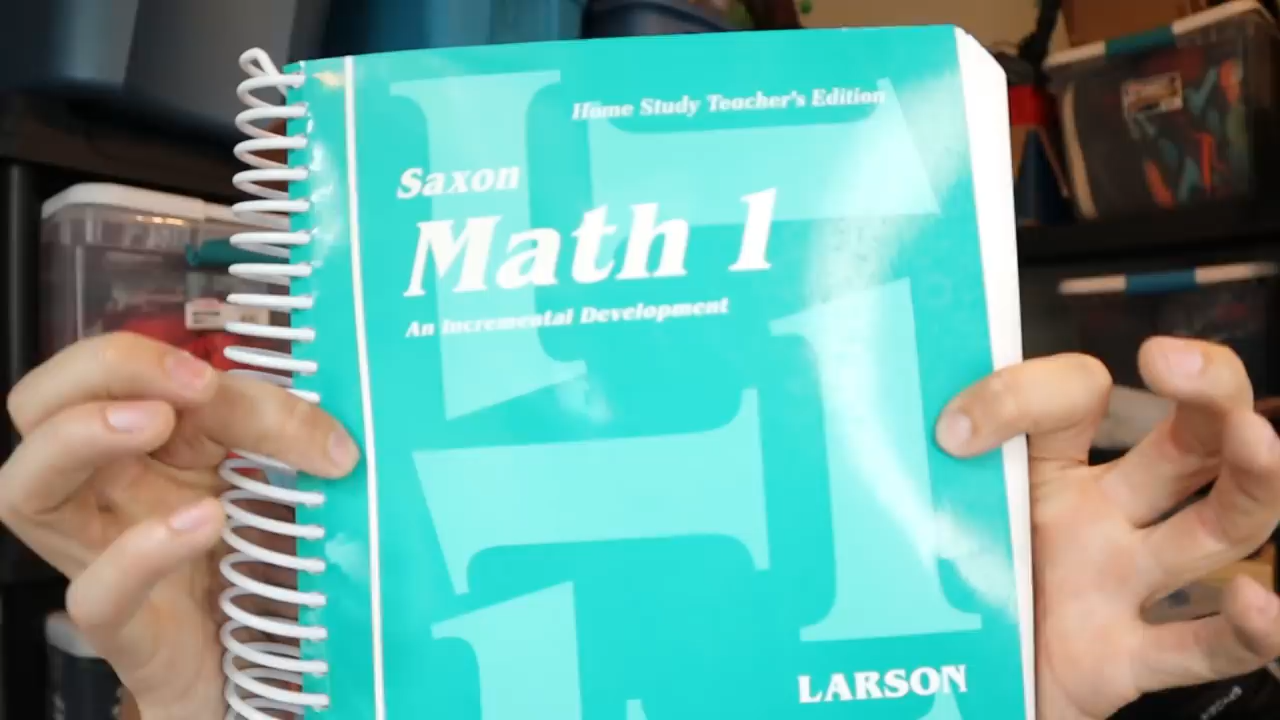 Home Study Teacher's Edition
Saxon
Math 1
An Incremental Development
LARSON